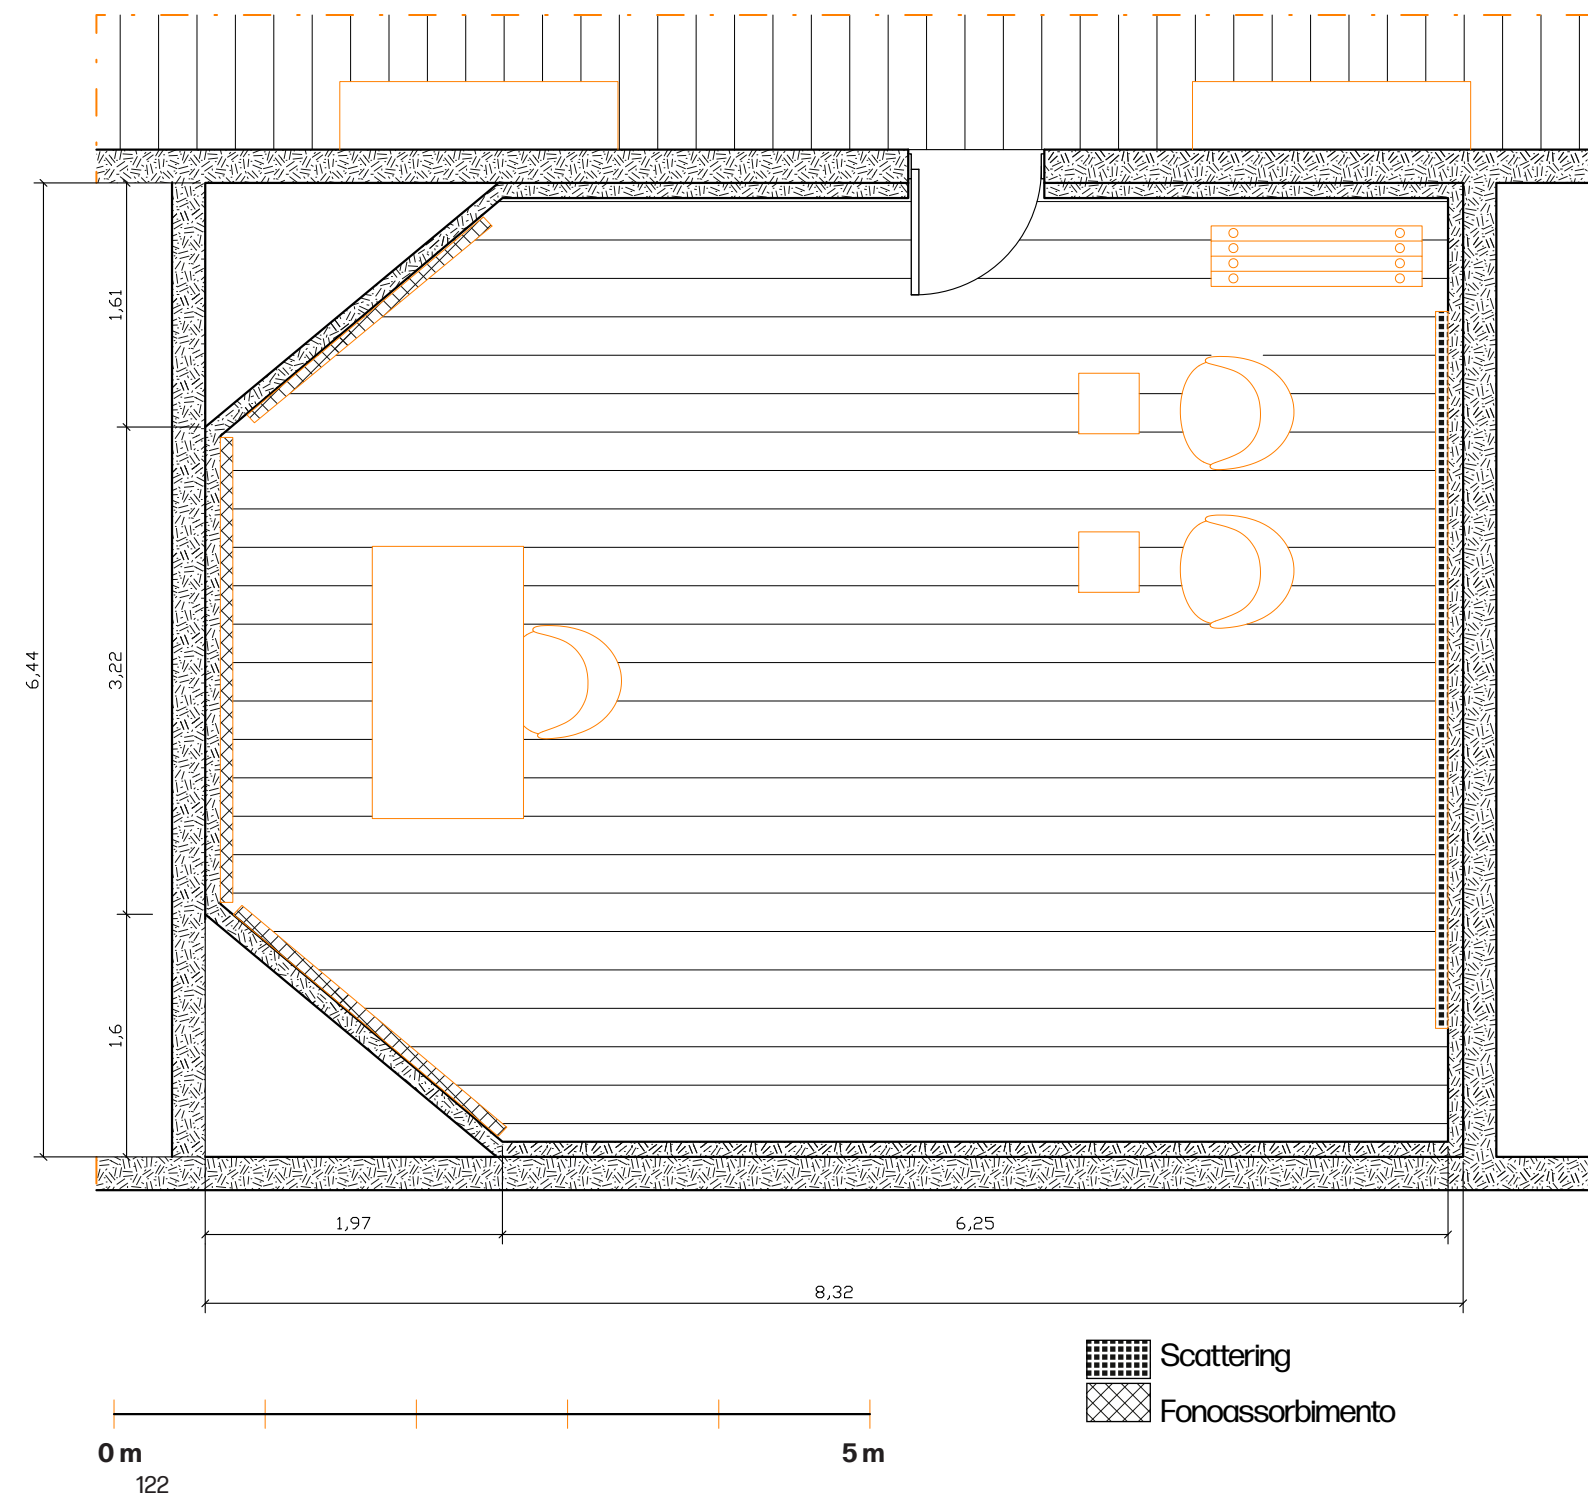 1,61
6,44
3,22
1,6
1,97
6,25
8,32
Scattering
Fonoassorbimento
0 m
5 m
122